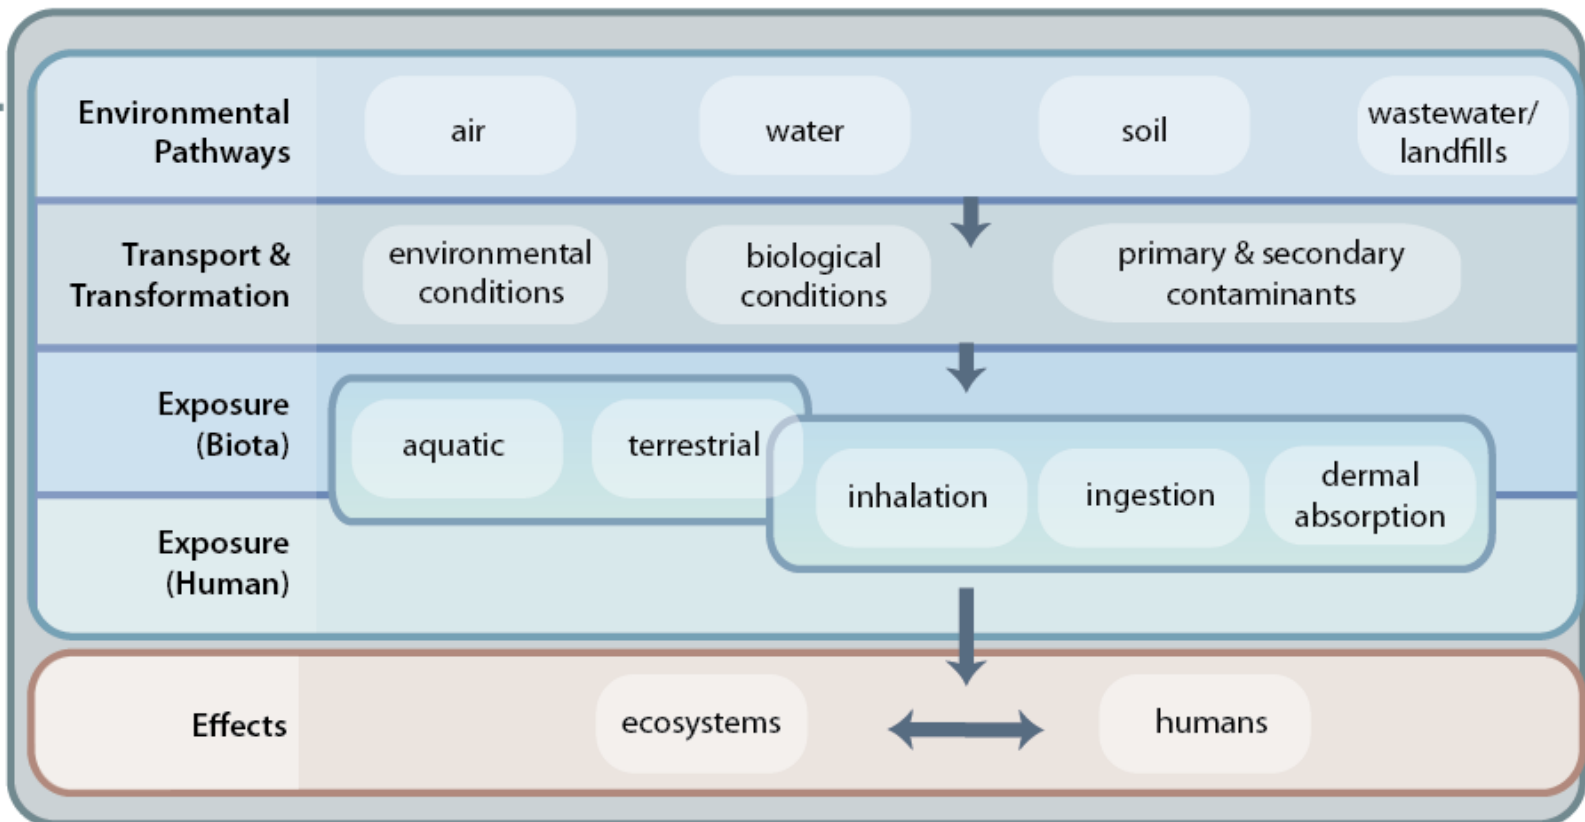 Environmental
Pathways
air
water
soil
wastewater/
landfills
Transport &
Transformation
environmental
conditions
biological
conditions
primary & secondary
contaminants
Exposure
(Biota)
aquatic
terrestrial
inhalation
ingestion
dermal
absorption
Exposure
(Human)
Effects
ecosystems
humans